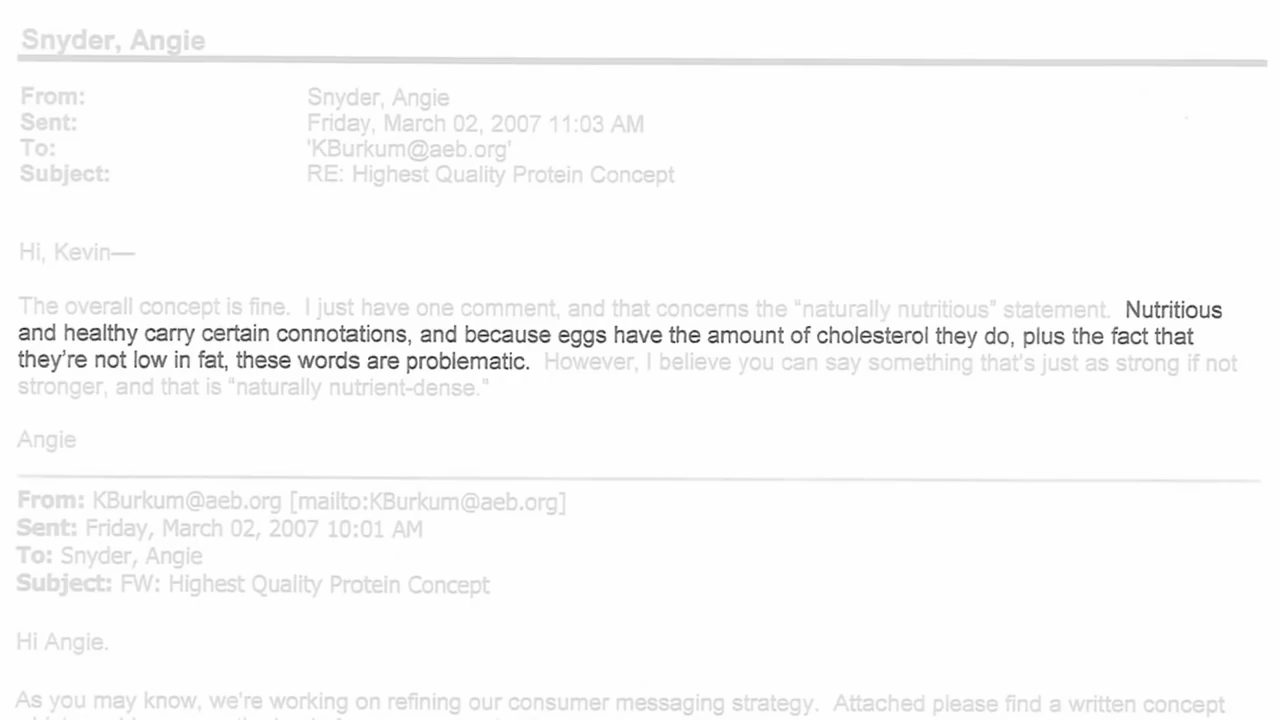 Snyder, Angie
From: Snyder, Angie
Sent: Friday, March 02, 2007 11:03 AM
To: 'KBurkum@aeb.org'
Subject: RE: Highest Quality Protein Concept
Hi, Kevin—
The overall concept is fine.  I just have one comment, and that concerns the “naturally nutritious” statement.  Nutritious
and healthy carry certain connotations, and because eggs have the amount of cholesterol they do, plus the fact that
they’re not low in fat, these words are problematic.  However, I believe you can say something that's just as strong if not
stronger, and that is “naturally nutrient-dense.”
Angie
From: KBurkum@aeb.org [mailto:KBurkum@aeb.org]
Sent: Friday, March 02, 2007 10:01 AM
To: Snyder, Angie
Subject: FW: Highest Quality Protein Concept
Hi Angie.
As you may know, we're working on refining our consumer messaging strategy.  Attached please find a written concept